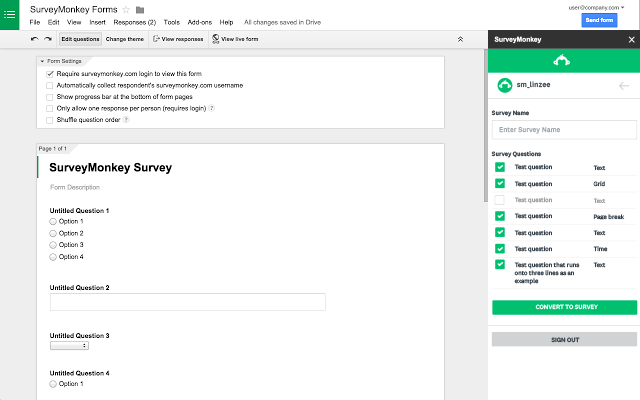 SurveyMonkey Forms
user@company.com
File Edit View Insert Responses (2) Tools Add-ons Help All changes saved in Drive
Send form
Edit questions Change theme View responses View live form
Form Settings
Require surveymonkey.com login to view this form
Automatically collect respondent's surveymonkey.com username
Show progress bar at the bottom of form pages
Only allow one response per person (requires login) ?
Shuffle question order ?
Page 1 of 1
SurveyMonkey Survey
Form Description
Untitled Question 1
Option 1
Option 2
Option 3
Option 4
Untitled Question 2
Untitled Question 3
Untitled Question 4
Option 1
SurveyMonkey
sm_linzee
Survey Name
Enter Survey Name
Survey Questions
Test question Text
Test question Grid
Test question Text
Test question Page break
Test question Text
Test question Time
Test question that runs Text
onto three lines as an
example
CONVERT TO SURVEY
SIGN OUT